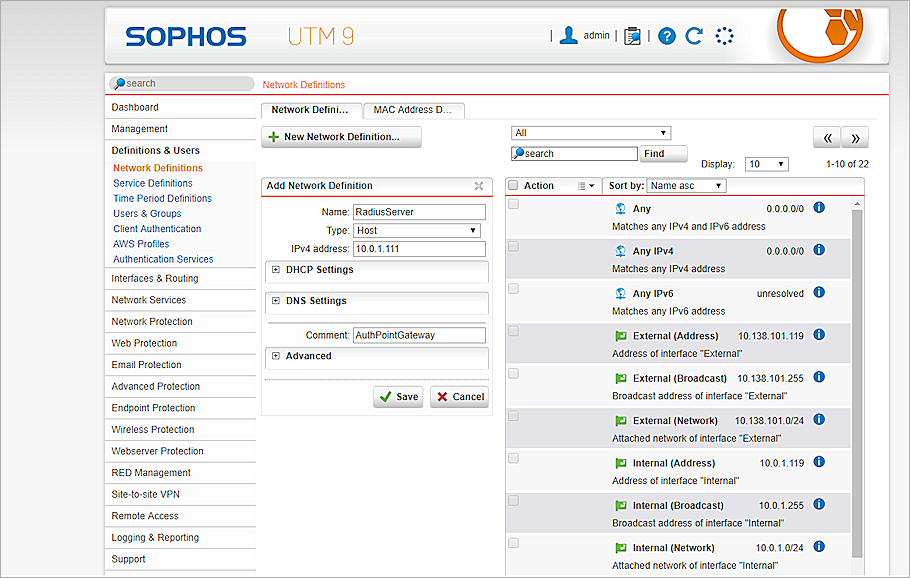 SOPHOS UTM 9 | admin | | ?
search
Network Definitions
Dashboard
Management
Definitions & Users
Network Definitions
Service Definitions
Time Period Definitions
Users & Groups
Client Authentication
AWS Profiles
Authentication Services
Interfaces & Routing
Network Services
Network Protection
Web Protection
Email Protection
Advanced Protection
Endpoint Protection
Wireless Protection
Webserver Protection
RED Management
Site-to-site VPN
Remote Access
Logging & Reporting
Support
Network Defini... MAC Address D...
New Network Definition...
Add Network Definition
Name: RadiusServer
Type: Host
IPv4 address: 10.0.1.111
DHCP Settings
DNS Settings
Comment: AuthPointGateway
Advanced
Save Cancel
All
search Find
Display: 10 1-10 of 22
Action Sort by: Name asc
Any 0.0.0.0/0
Matches any IPv4 and IPv6 address
Any IPv4 0.0.0.0/0
Matches any IPv4 address
Any IPv6 unresolved
Matches any IPv6 address
External (Address) 10.138.101.119
Address of interface "External"
External (Broadcast) 10.138.101.255
Broadcast address of interface "External"
External (Network) 10.138.101.0/24
Attached network of interface "External"
Internal (Address) 10.0.1.119
Address of interface "Internal"
Internal (Broadcast) 10.0.1.255
Broadcast address of interface "Internal"
Internal (Network) 10.0.1.0/24
Attached network of interface "Internal"